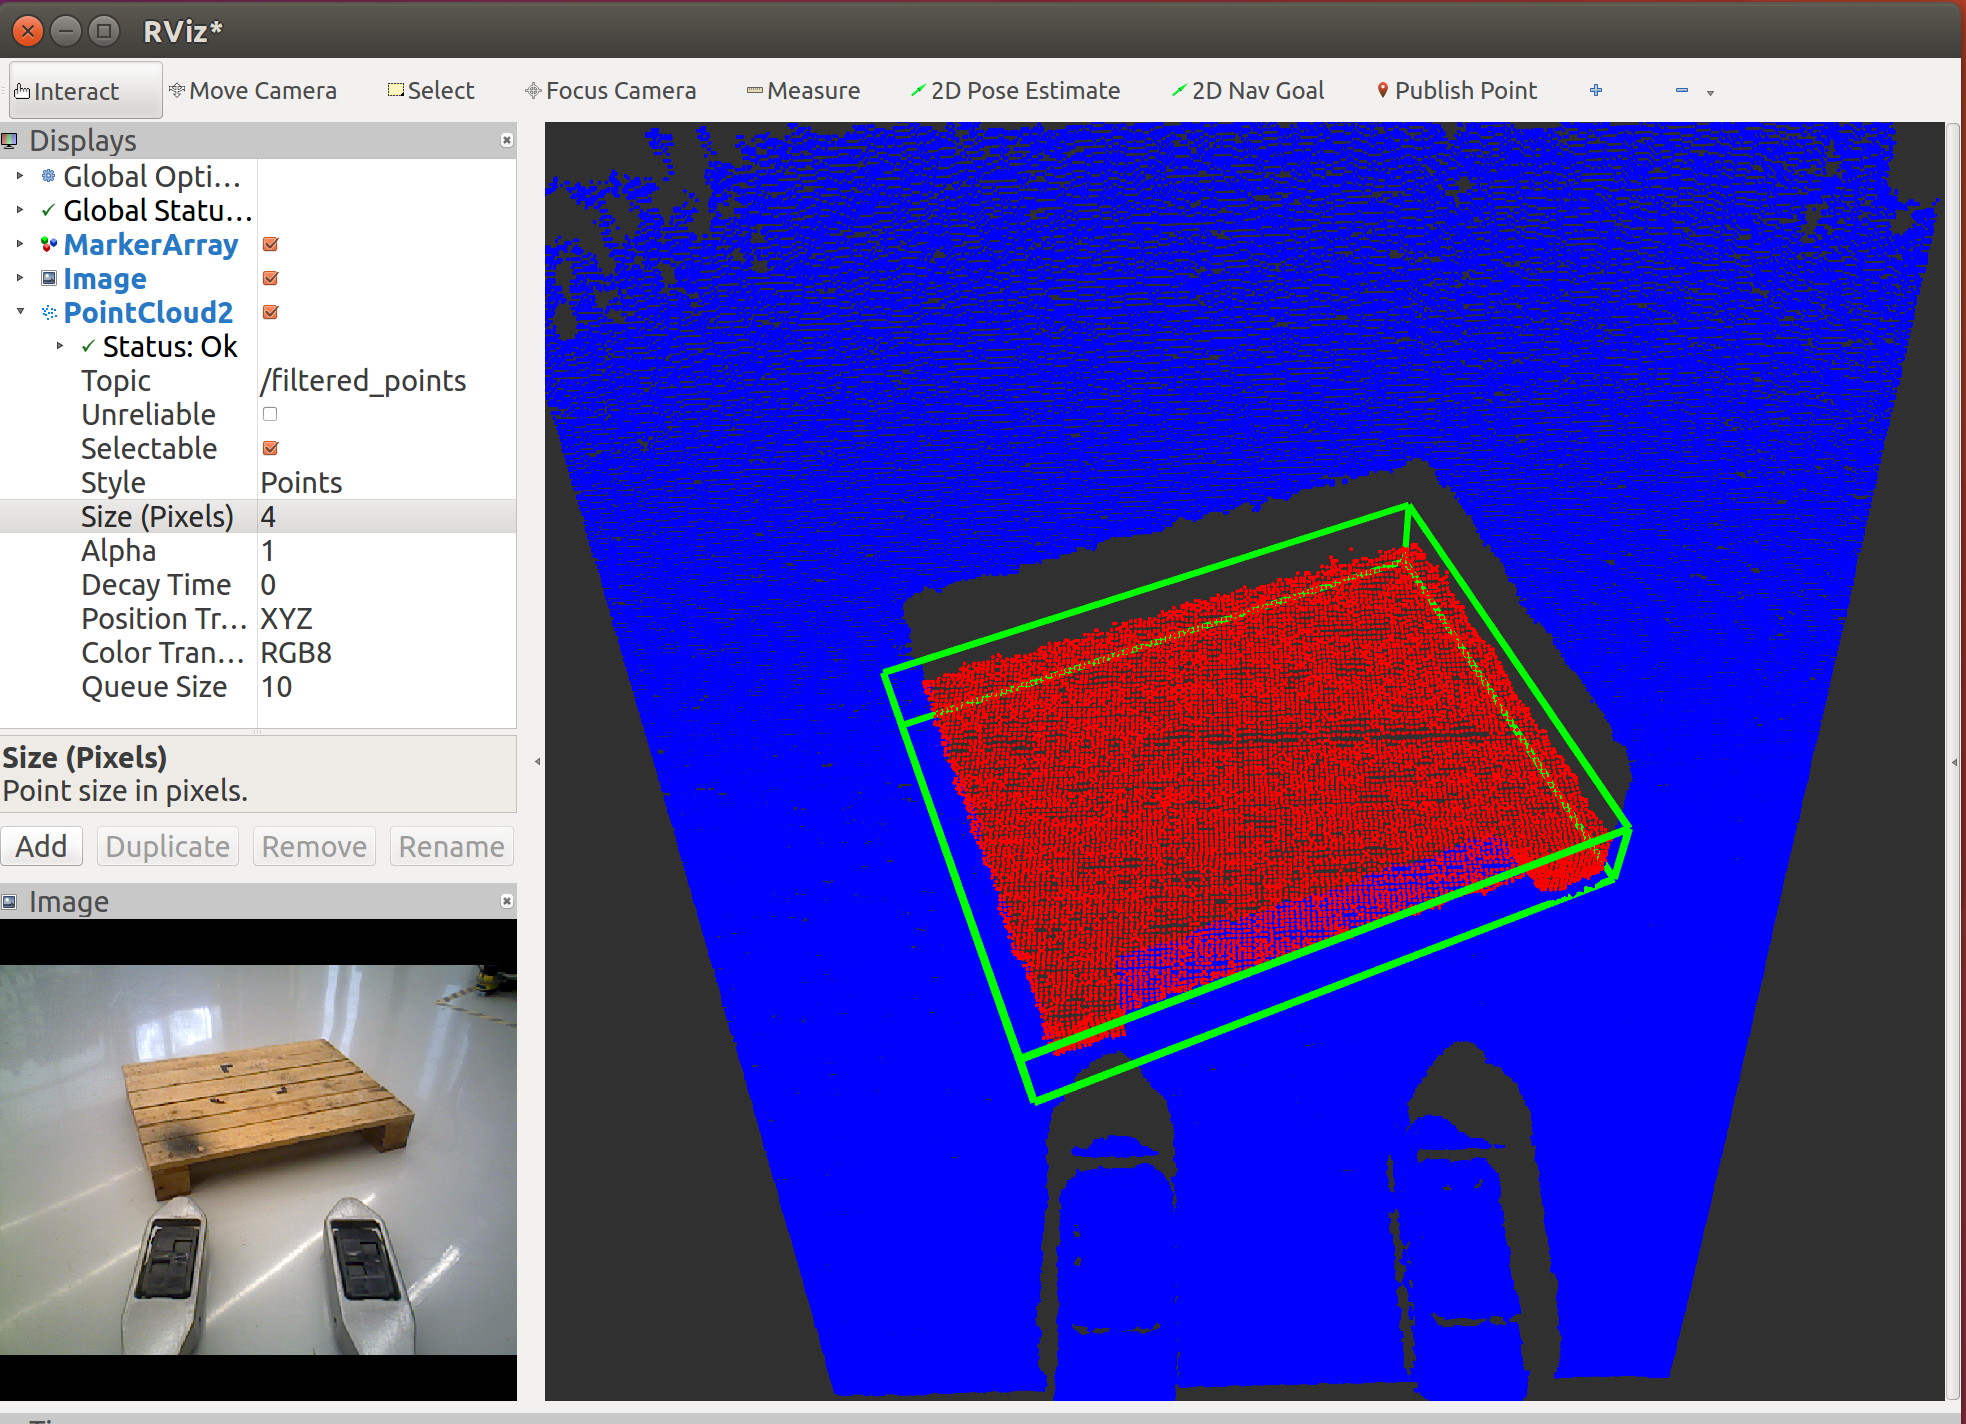 RViz*
Interact Move Camera Select Focus Camera Measure 2D Pose Estimate 2D Nav Goal Publish Point
Displays
Global Opti...
Global Statu...
MarkerArray
Image
PointCloud2
Status: Ok
Topic /filtered_points
Unreliable
Selectable
Style Points
Size (Pixels) 4
Alpha 1
Decay Time 0
Position Tr... XYZ
Color Tran... RGB8
Queue Size 10
Size (Pixels)
Point size in pixels.
Add Duplicate Remove Rename
Image